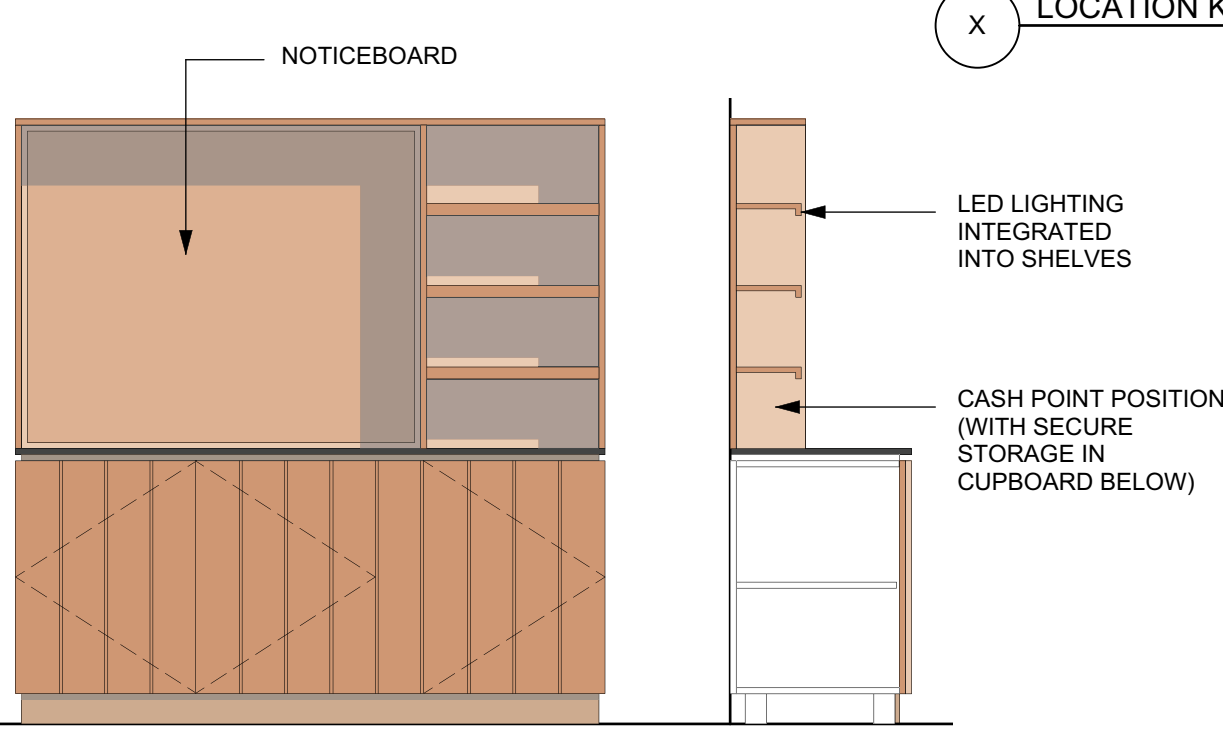 X
LOCATION K
NOTICEBOARD
LED LIGHTING
INTEGRATED
INTO SHELVES
CASH POINT POSITION
(WITH SECURE
STORAGE IN
CUPBOARD BELOW)